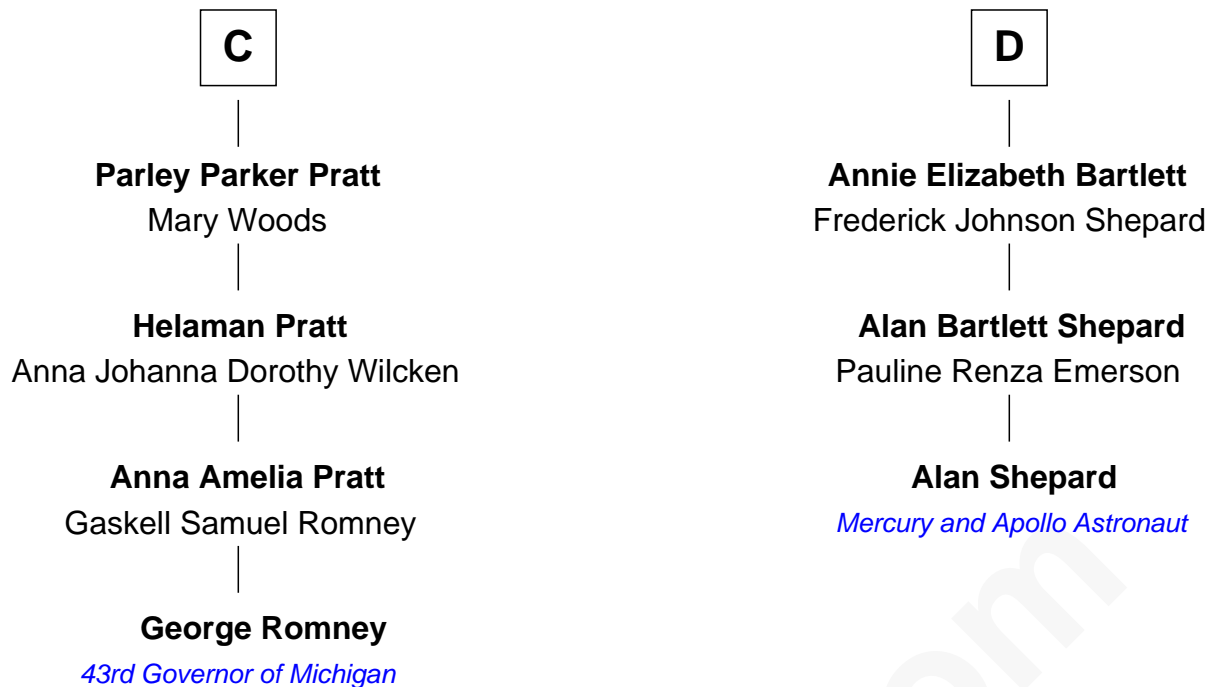 C
Parley Parker Pratt
Mary Woods
Helaman Pratt
Anna Johanna Dorothy Wilcken
Anna Amelia Pratt
Gaskell Samuel Romney
George Romney
43rd Governor of Michigan
D
Annie Elizabeth Bartlett
Frederick Johnson Shepard
Alan Bartlett Shepard
Pauline Renza Emerson
Alan Shepard
Mercury and Apollo Astronaut
om